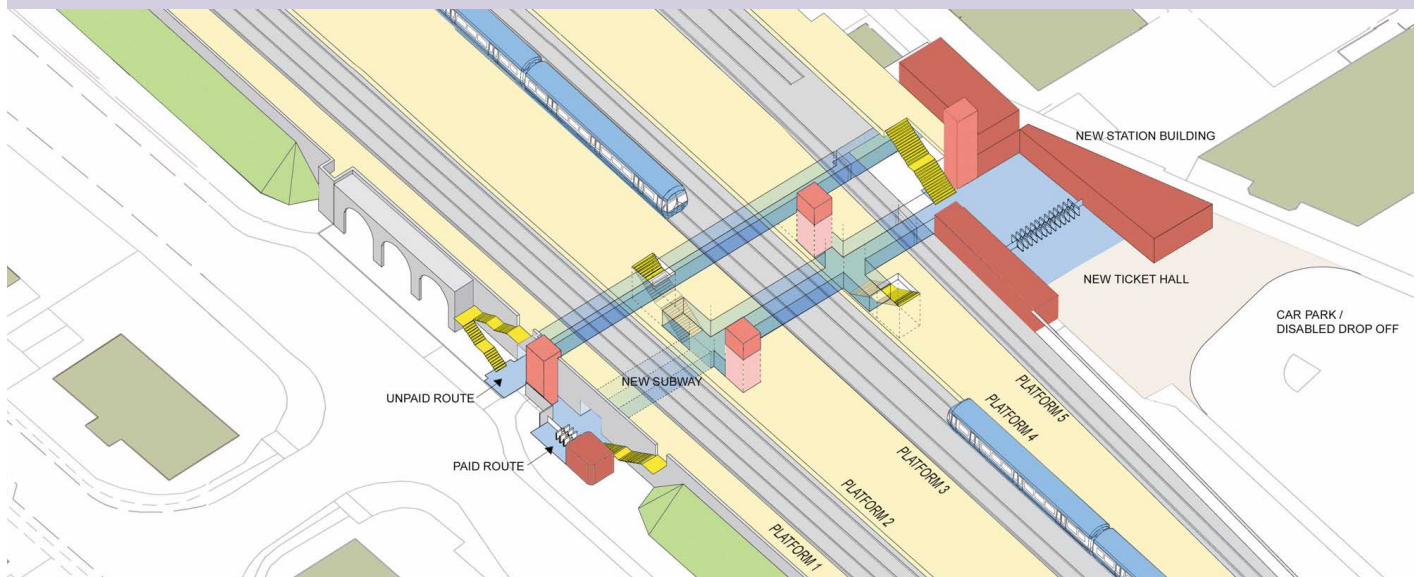 NEW STATION BUILDING
NEW TICKET HALL
CAR PARK /
DISABLED DROP OFF
NEW SUBWAY
UNPAID ROUTE
PAID ROUTE
PLATFORM 5
PLATFORM 4
PLATFORM 3
PLATFORM 2
PLATFORM 1